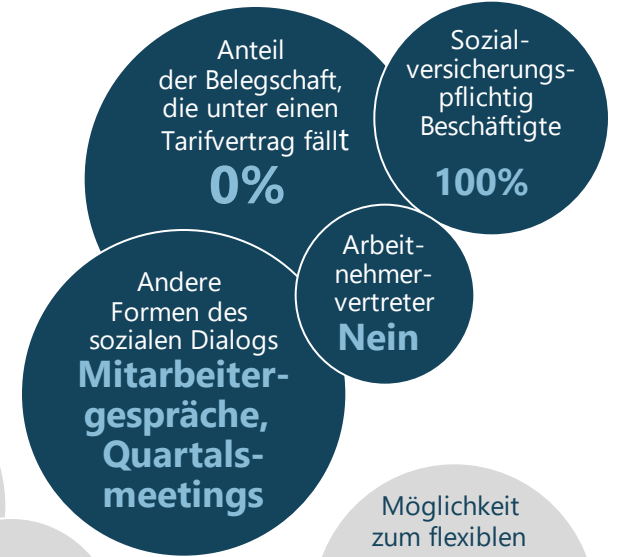 Anteil
der Belegschaft,
die unter einen
Tarifvertrag fällt
0%
Sozial-
versicherungs-
pflichtig
Beschäftigte
100%
Arbeit-
nehmer-
vertreter
Nein
Andere
Formen des
sozialen Dialogs
Mitarbeiter-
gespräche,
Quartals-
meetings
Möglichkeit
zum flexiblen